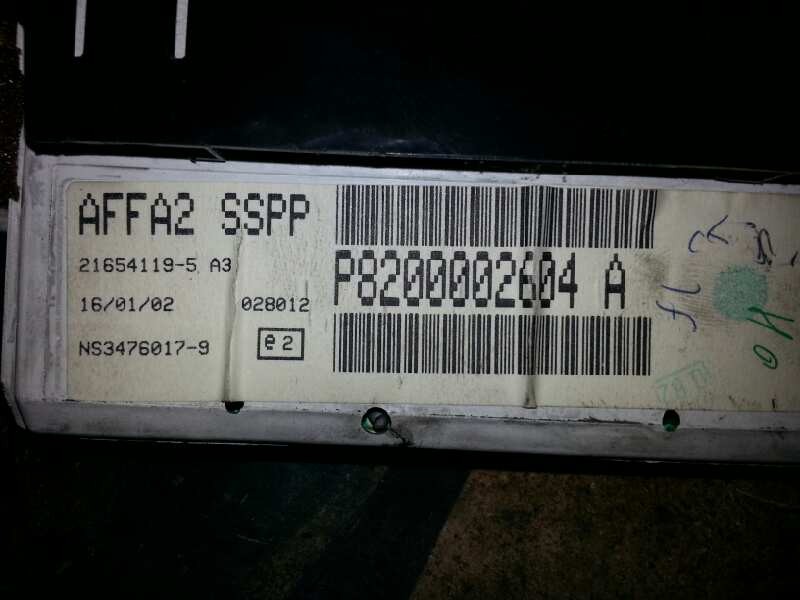 AFFA2 SSPP
21654119-5 A3
16/01/02 028012
NS3476017-9 e2
P8200002604 A